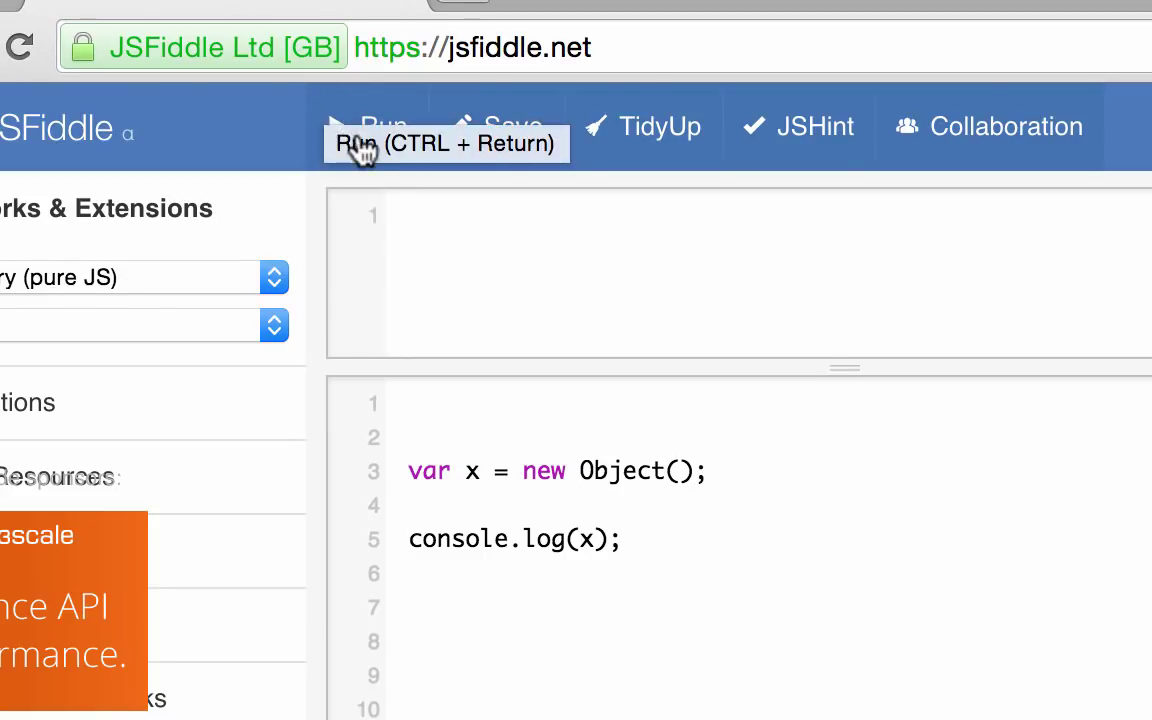 JSFiddle Ltd [GB] https://jsfiddle.net
SFiddle α
Run Save TidyUp JSHint Collaboration
Run (CTRL + Return)
rks & Extensions
ry (pure JS)
tions
Resources
sponsors:
3scale
nce API
rmance.
ks
1
1
2
3 var x = new Object();
4
5 console.log(x);
6
7
8
9
10